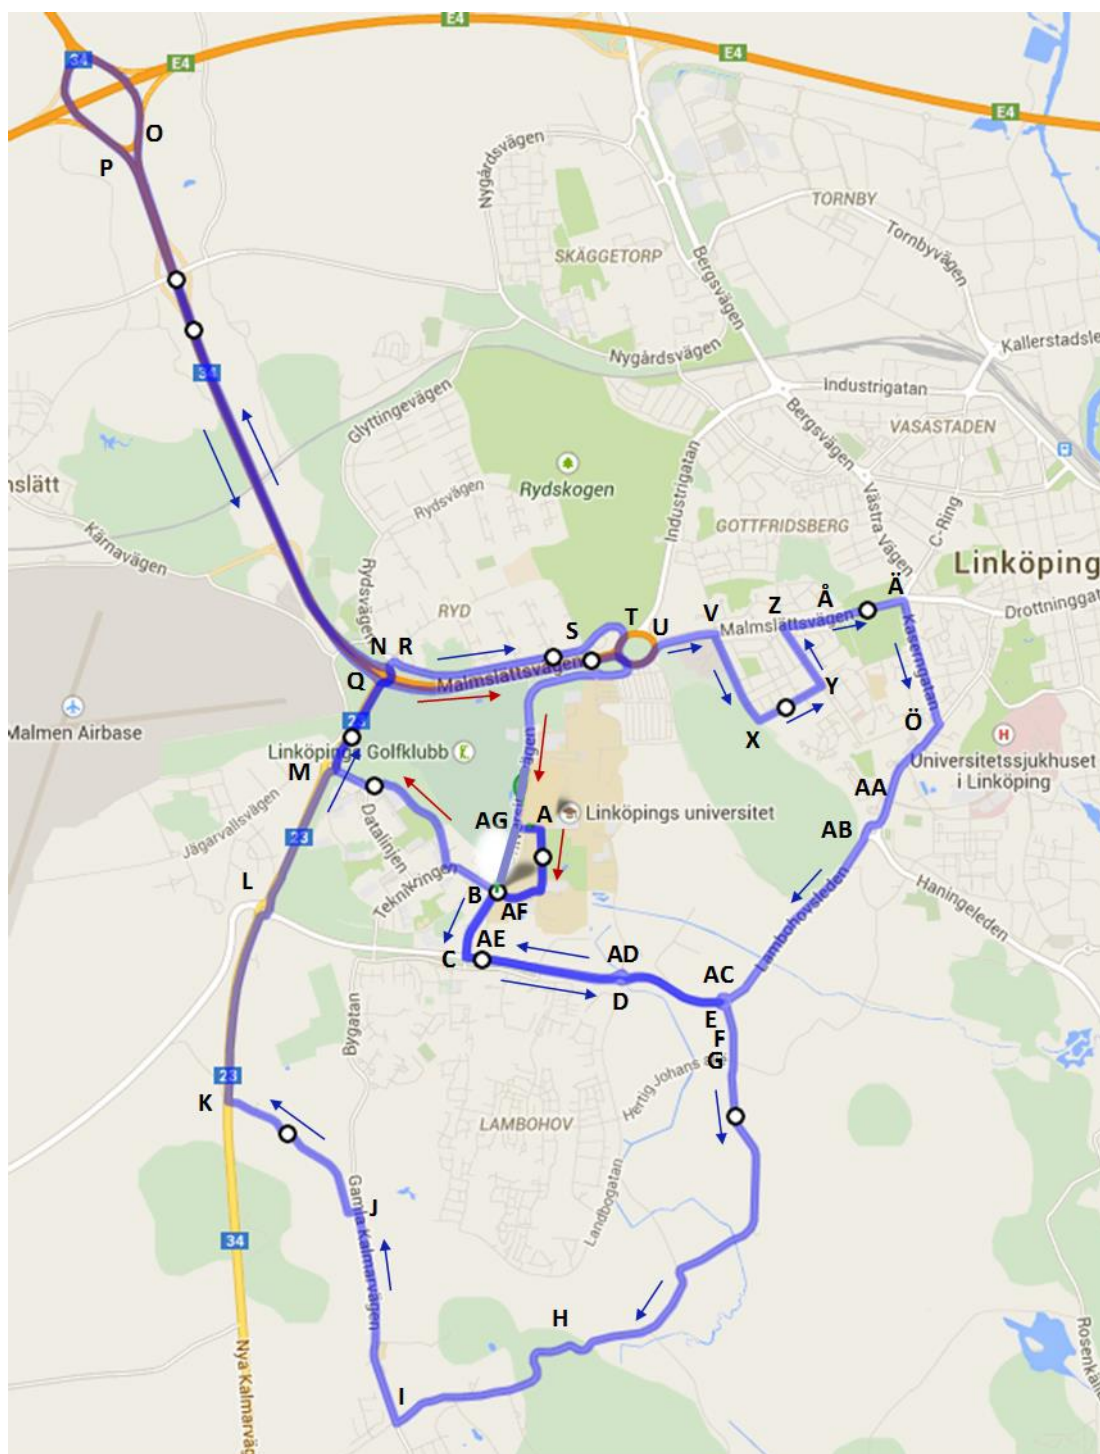 E4
34
E4
E4
E4
O
P
Nygårdsvägen
TORNBY
Tornbyvägen
SKÄGGETORP
Bergsvägen
Kallerstadsle
Nygårdsvägen
34
Industrigatan
Glyttingevägen
Bergsvägen
VASASTADEN
nslätt
Rydskogen
Rydsvägen
Industrigatan
Västra Vägen
C-Ring
GOTTFRIDSBERG
Kärnavägen
Linköping
Rydsvägen
RYD
Å
Ä
Z
S
T
U
V
Malmslättsvägen
Drottningga
N
R
Q
Malmslättsvägen
Kaserngatan
Y
X
Ö
23
Malmen Airbase
Linköpings Golfklubb
H
Universitetssjukhuset
i Linköping
M
AA
Datalinjen
AG
A
Linköpings universitet
AB
23
Jägarvallsvägen
Teknikringen
L
B
AF
Haningeleden
Lambohovsleden
AE
C
AD
AC
D
E
F
G
Bygatan
Hertig Johans allé
23
K
LAMBOHOV
J
Gamla Kalmarvägen
Landbogatan
34
H
I
Nya Kalmarväg
Rosenkäll